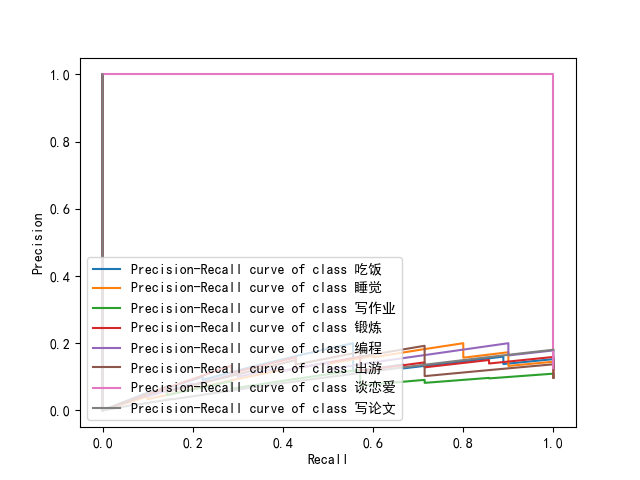 1.0
0.8
0.6
0.4
0.2
0.0
Precision
Precision-Recall curve of class 吃饭
Precision-Recall curve of class 睡觉
Precision-Recall curve of class 写作业
Precision-Recall curve of class 锻炼
Precision-Recall curve of class 编程
Precision-Recall curve of class 出游
Precision-Recall curve of class 谈恋爱
Precision-Recall curve of class 写论文
0.0 0.2 0.4 0.6 0.8 1.0
Recall